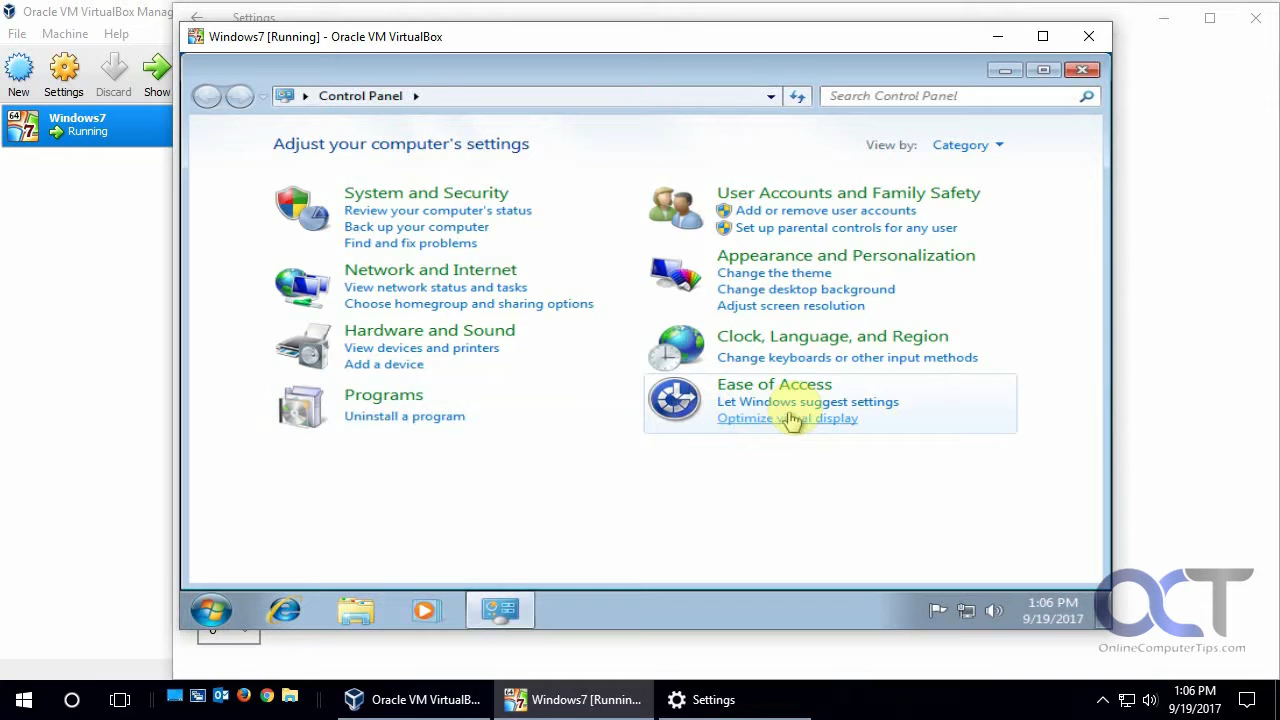 Oracle VM VirtualBox Manag
Settings
File Machine Help
Windows7 [Running] - Oracle VM VirtualBox
New Settings Discard Show
Control Panel
Search Control Panel
64
Windows7
Running
Adjust your computer's settings
View by: Category
System and Security
Review your computer's status
Back up your computer
Find and fix problems
Network and Internet
View network status and tasks
Choose homegroup and sharing options
Hardware and Sound
View devices and printers
Add a device
Programs
Uninstall a program
User Accounts and Family Safety
Add or remove user accounts
Set up parental controls for any user
Appearance and Personalization
Change the theme
Change desktop background
Adjust screen resolution
Clock, Language, and Region
Change keyboards or other input methods
Ease of Access
Let Windows suggest settings
Optimize visual display
1:06 PM
9/19/2017
OCT
OnlineComputerTips.com
Oracle VM VirtualB...
Windows7 [Runnin...
Settings
1:06 PM
9/19/2017